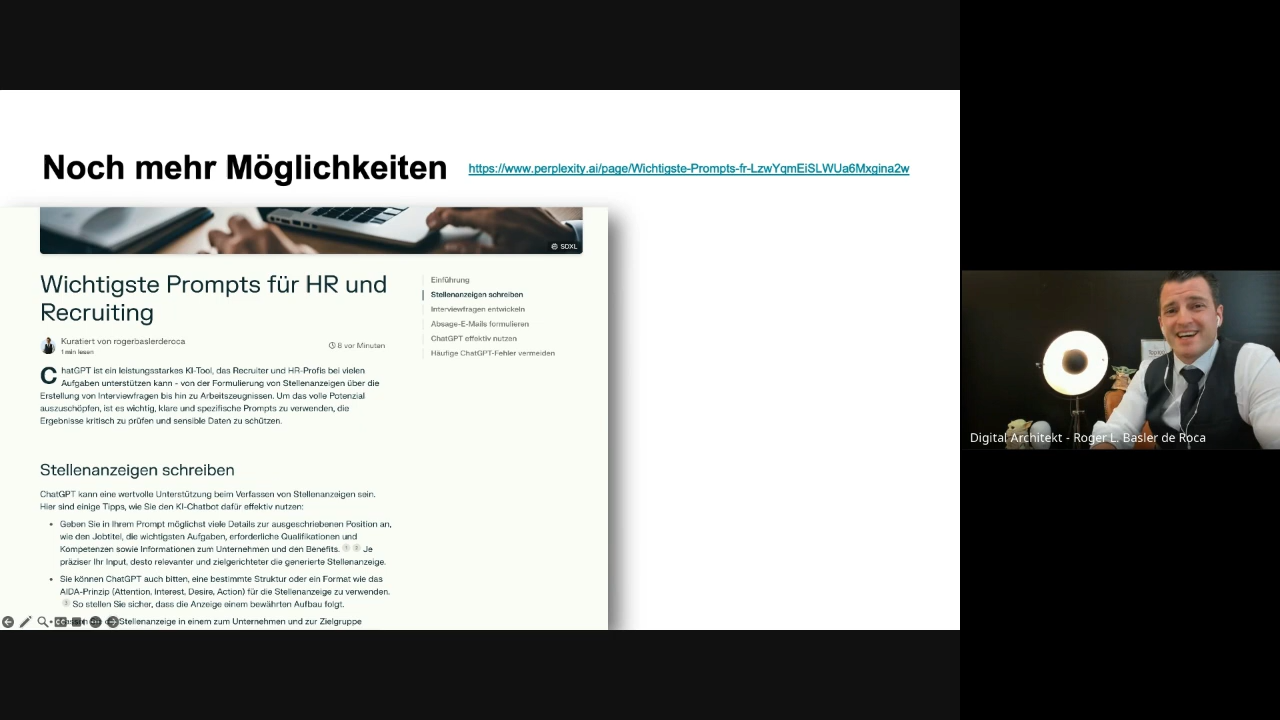 Noch mehr Möglichkeiten
https://www.perplexity.ai/page/Wichtigste-Prompts-fr-LzwYqmEiSLWUa6Mxgina2w
SDXL
Wichtigste Prompts für HR und
Recruiting
Kuratiert von rogerbaslerderoca
1 min lesen
8 vor Minuten
ChatGPT ist ein leistungsstarkes KI-Tool, das Recruiter und HR-Profis bei vielen
Aufgaben unterstützen kann - von der Formulierung von Stellenanzeigen über die
Erstellung von Interviewfragen bis hin zu Arbeitszeugnissen. Um das volle Potenzial
auszuschöpfen, ist es wichtig, klare und spezifische Prompts zu verwenden, die
Ergebnisse kritisch zu prüfen und sensible Daten zu schützen.
Einführung
Stellenanzeigen schreiben
Interviewfragen entwickeln
Absage-E-Mails formulieren
ChatGPT effektiv nutzen
Häufige ChatGPT-Fehler vermeiden
Stellenanzeigen schreiben
ChatGPT kann eine wertvolle Unterstützung beim Verfassen von Stellenanzeigen sein.
Hier sind einige Tipps, wie Sie den KI-Chatbot dafür effektiv nutzen:
• Geben Sie in Ihrem Prompt möglichst viele Details zur ausgeschriebenen Position an,
wie den Jobtitel, die wichtigsten Aufgaben, erforderliche Qualifikationen und
Kompetenzen sowie Informationen zum Unternehmen und den Benefits. 1 2 Je
präziser Ihr Input, desto relevanter und zielgerichteter die generierte Stellenanzeige.
• Sie können ChatGPT auch bitten, eine bestimmte Struktur oder ein Format wie das
AIDA-Prinzip (Attention, Interest, Desire, Action) für die Stellenanzeige zu verwenden.
So stellen Sie sicher, dass die Anzeige einem bewährten Aufbau folgt.
Stellenanzeige in einem zum Unternehmen und zur Zielgruppe
Digital Architekt - Roger L. Basler de Roca